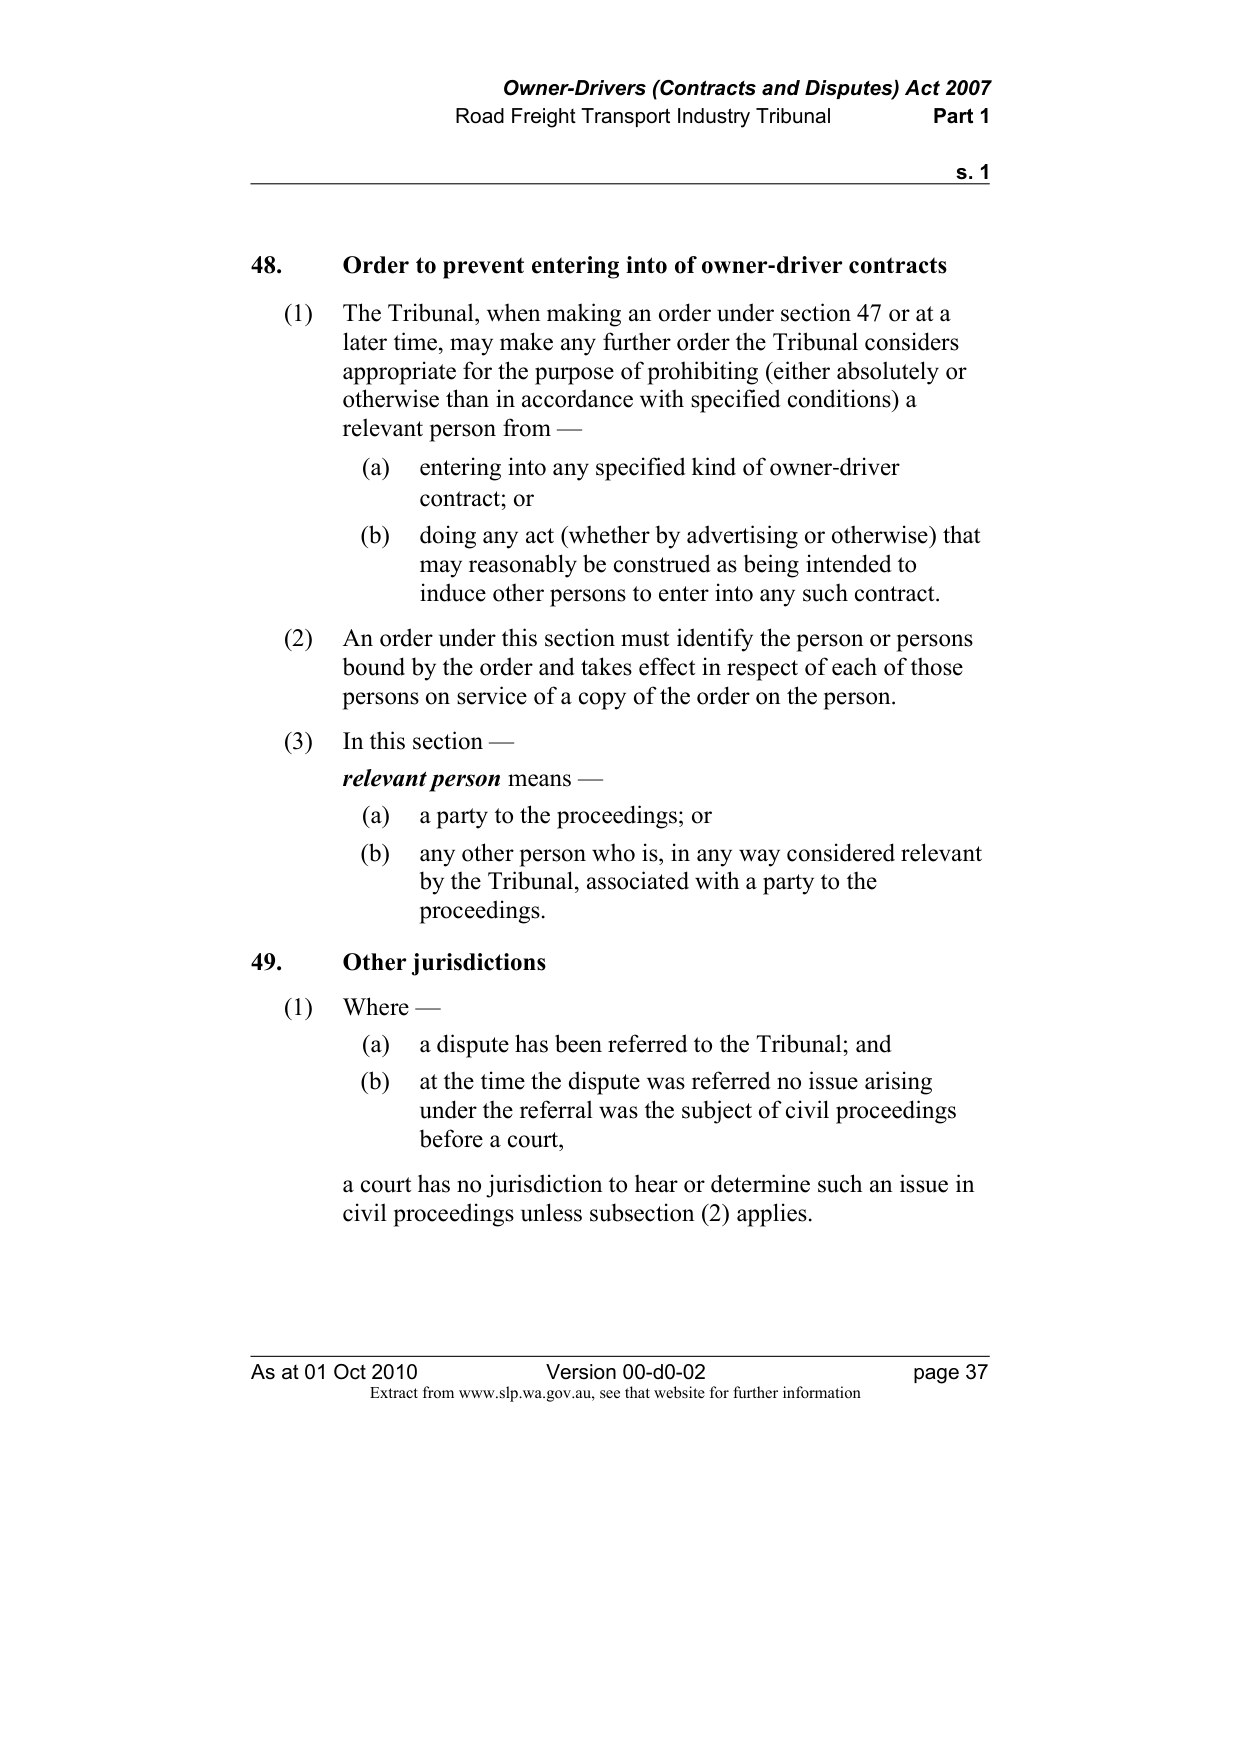 Owner-Drivers (Contracts and Disputes) Act 2007
Road Freight Transport Industry Tribunal Part 1
s. 1
48. Order to prevent entering into of owner-driver contracts
(1) The Tribunal, when making an order under section 47 or at a
later time, may make any further order the Tribunal considers
appropriate for the purpose of prohibiting (either absolutely or
otherwise than in accordance with specified conditions) a
relevant person from —
(a) entering into any specified kind of owner-driver
contract; or
(b) doing any act (whether by advertising or otherwise) that
may reasonably be construed as being intended to
induce other persons to enter into any such contract.
(2) An order under this section must identify the person or persons
bound by the order and takes effect in respect of each of those
persons on service of a copy of the order on the person.
(3) In this section —
relevant person means —
(a) a party to the proceedings; or
(b) any other person who is, in any way considered relevant
by the Tribunal, associated with a party to the
proceedings.
49. Other jurisdictions
(1) Where —
(a) a dispute has been referred to the Tribunal; and
(b) at the time the dispute was referred no issue arising
under the referral was the subject of civil proceedings
before a court,
a court has no jurisdiction to hear or determine such an issue in
civil proceedings unless subsection (2) applies.
As at 01 Oct 2010 Version 00-d0-02 page 37
Extract from www.slp.wa.gov.au, see that website for further information